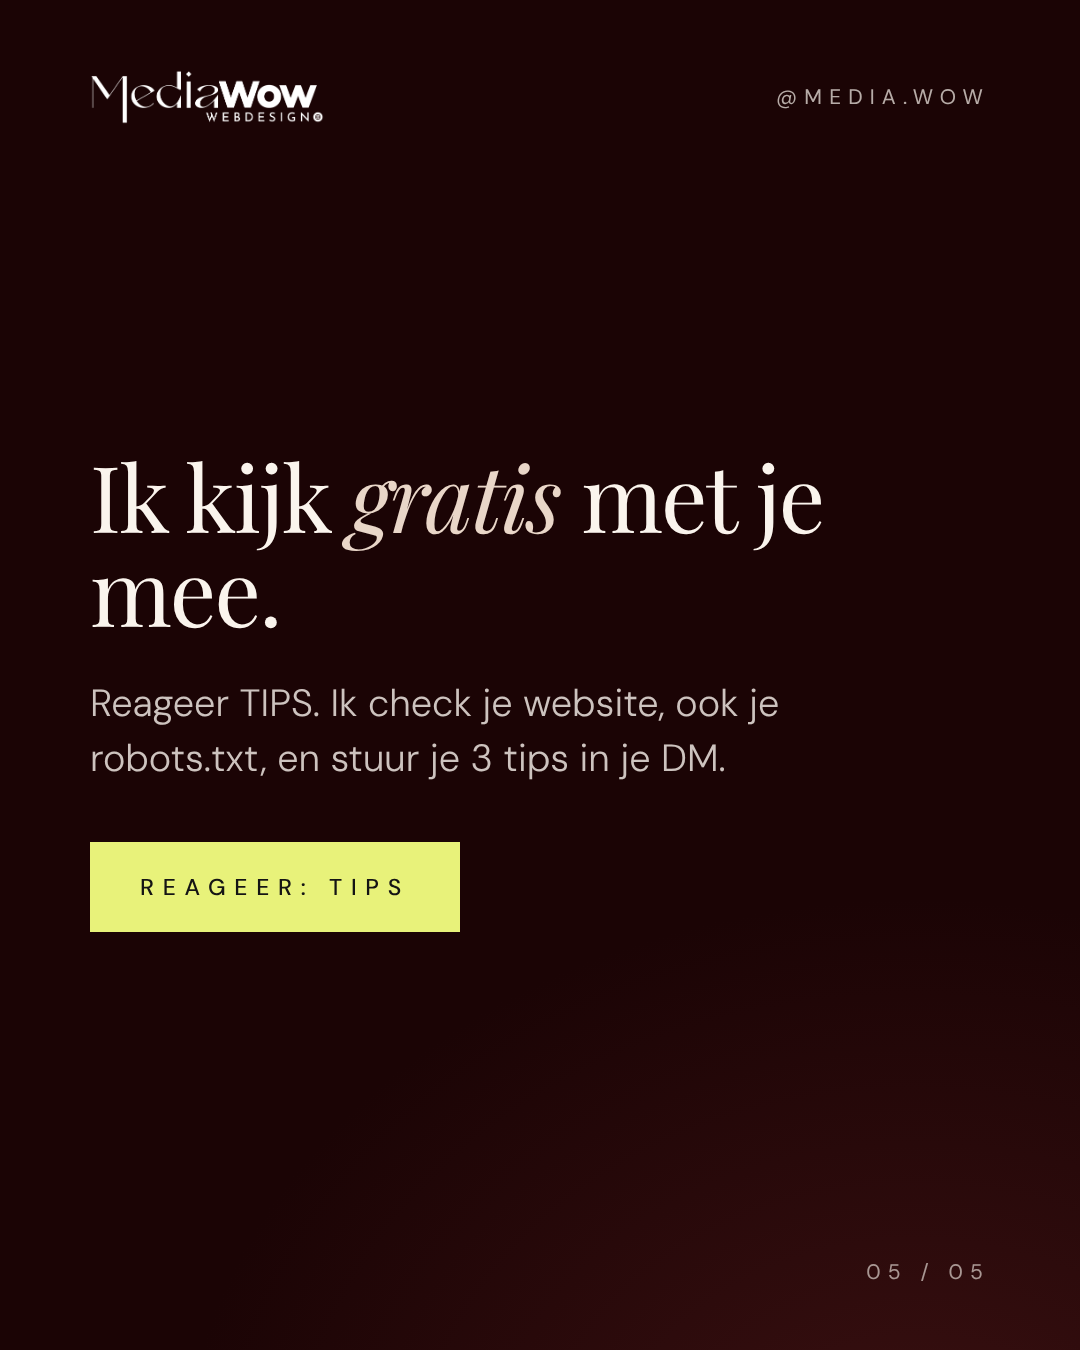 MediaWow
WEBDESIGN
@MEDIA.WOW
Ik kijk gratis met je
mee.
Reageer TIPS. Ik check je website, ook je
robots.txt, en stuur je 3 tips in je DM.
REAGEER: TIPS
05 / 05